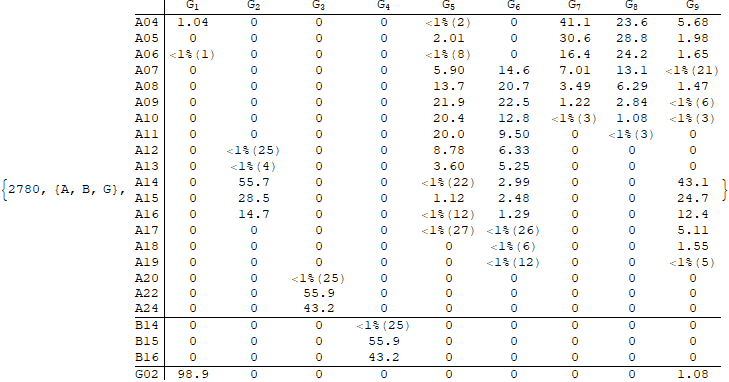 G₁ G₂ G₃ G₄ G₅ G₆ G₇ G₈ G₉
A04 1.04 0 0 0 <1%(2) 0 41.1 23.6 5.68
A05 0 0 0 0 2.01 0 30.6 28.8 1.98
A06 <1%(1) 0 0 0 <1%(8) 0 16.4 24.2 1.65
A07 0 0 0 0 5.90 14.6 7.01 13.1 <1%(21)
A08 0 0 0 0 13.7 20.7 3.49 6.29 1.47
A09 0 0 0 0 21.9 22.5 1.22 2.84 <1%(6)
A10 0 0 0 0 20.4 12.8 <1%(3) 1.08 <1%(3)
A11 0 0 0 0 20.0 9.50 0 <1%(3) 0
A12 0 <1%(25) 0 0 8.78 6.33 0 0 0
A13 0 <1%(4) 0 0 3.60 5.25 0 0 0
{2780, {A, B, G}, A14 0 55.7 0 0 <1%(22) 2.99 0 0 43.1 }
A15 0 28.5 0 0 1.12 2.48 0 0 24.7
A16 0 14.7 0 0 <1%(12) 1.29 0 0 12.4
A17 0 0 0 0 <1%(27) <1%(26) 0 0 5.11
A18 0 0 0 0 0 <1%(6) 0 0 1.55
A19 0 0 0 0 0 <1%(12) 0 0 <1%(5)
A20 0 0 <1%(25) 0 0 0 0 0 0
A22 0 0 55.9 0 0 0 0 0 0
A24 0 0 43.2 0 0 0 0 0 0
B14 0 0 0 <1%(25) 0 0 0 0 0
B15 0 0 0 55.9 0 0 0 0 0
B16 0 0 0 43.2 0 0 0 0 0
G02 98.9 0 0 0 0 0 0 0 1.08